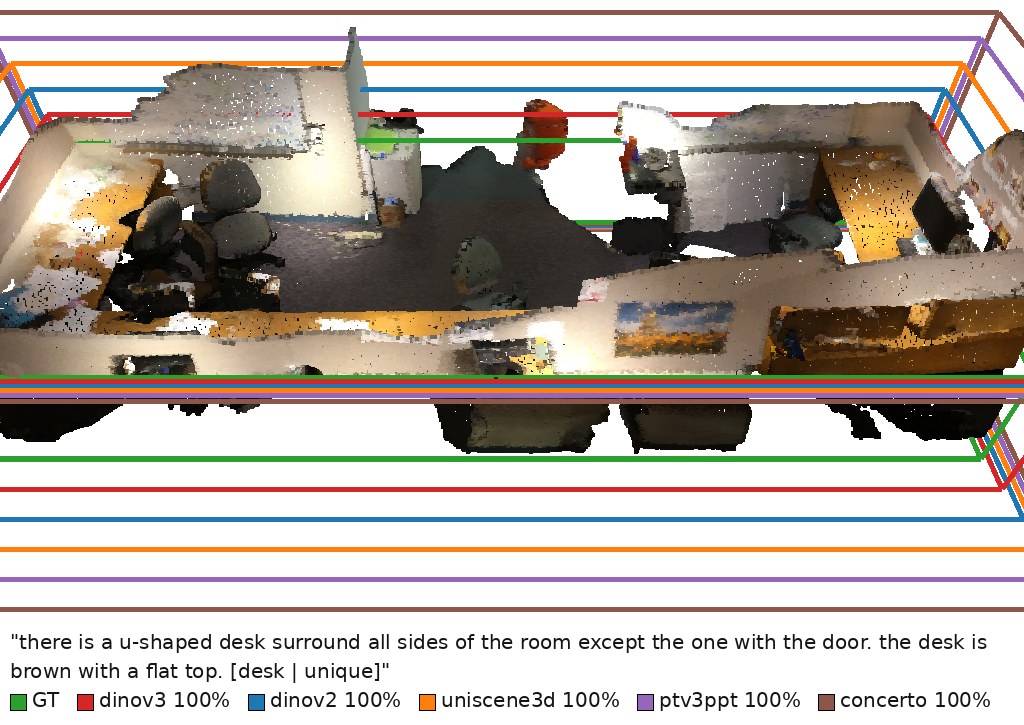 "there is a u-shaped desk surround all sides of the room except the one with the door. the desk is
brown with a flat top. [desk | unique]"
GT dinov3 100% dinov2 100% uniscene3d 100% ptv3ppt 100% concerto 100%